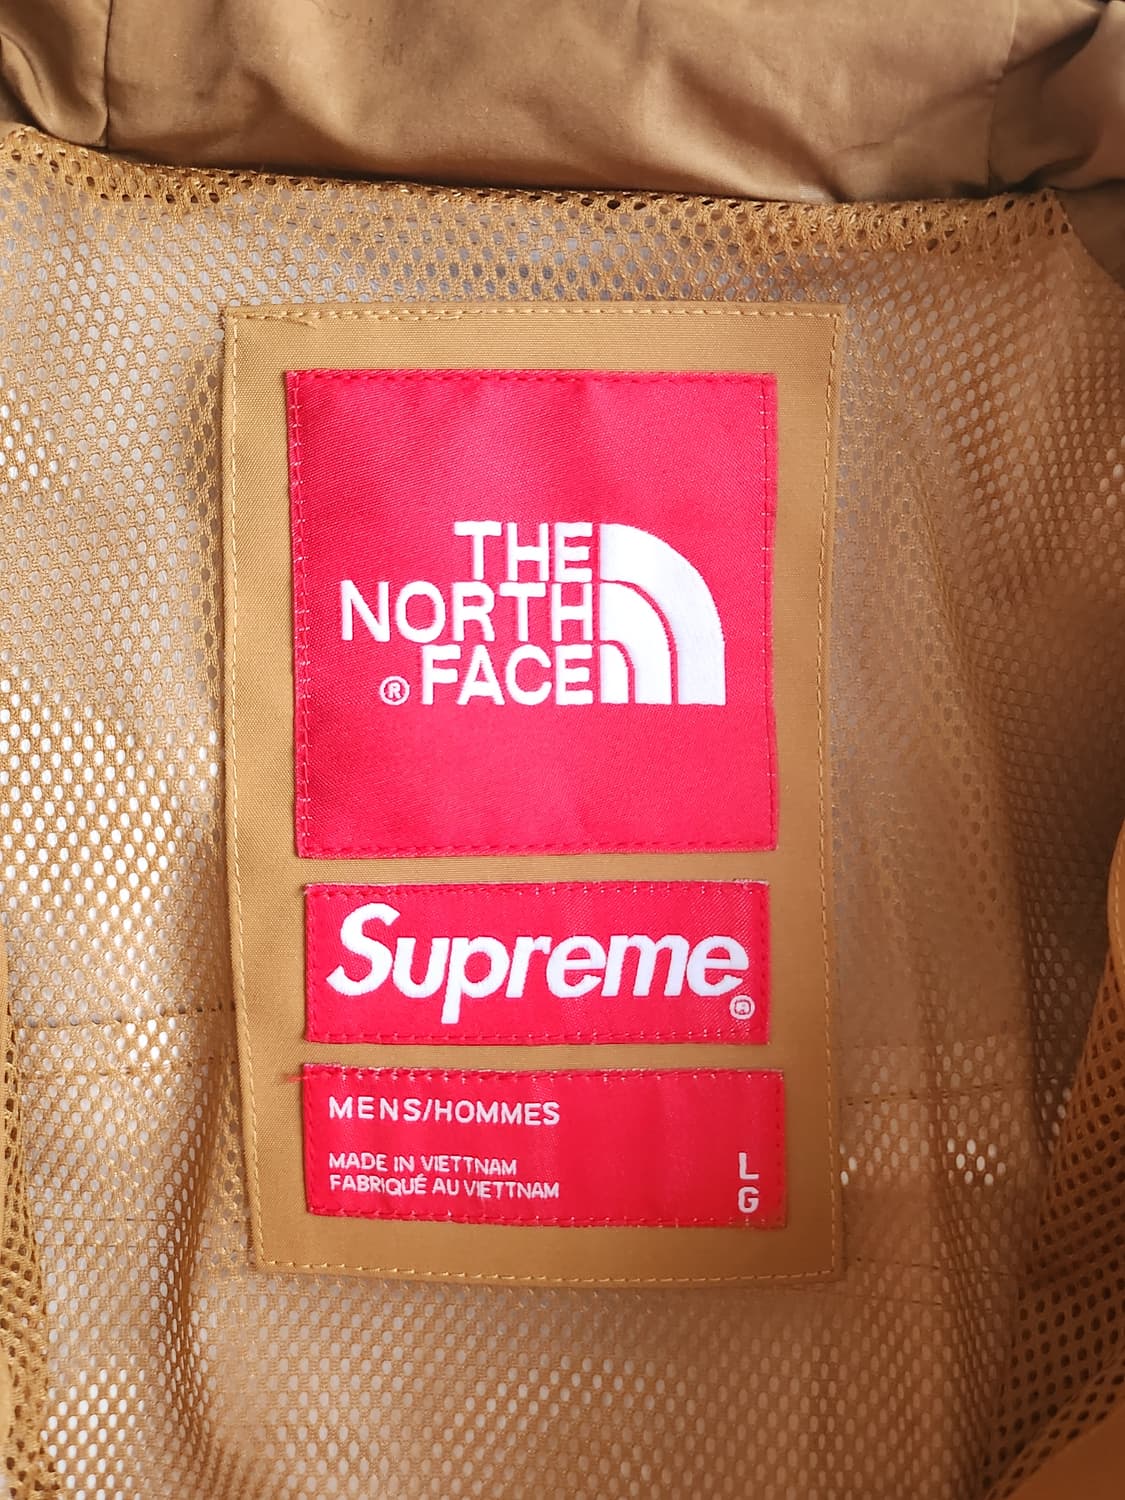 THE
NORTH
® FACE
Supreme
®
MENS/HOMMES
MADE IN VIETTNAM
FABRIQUÉ AU VIETTNAM
L
G